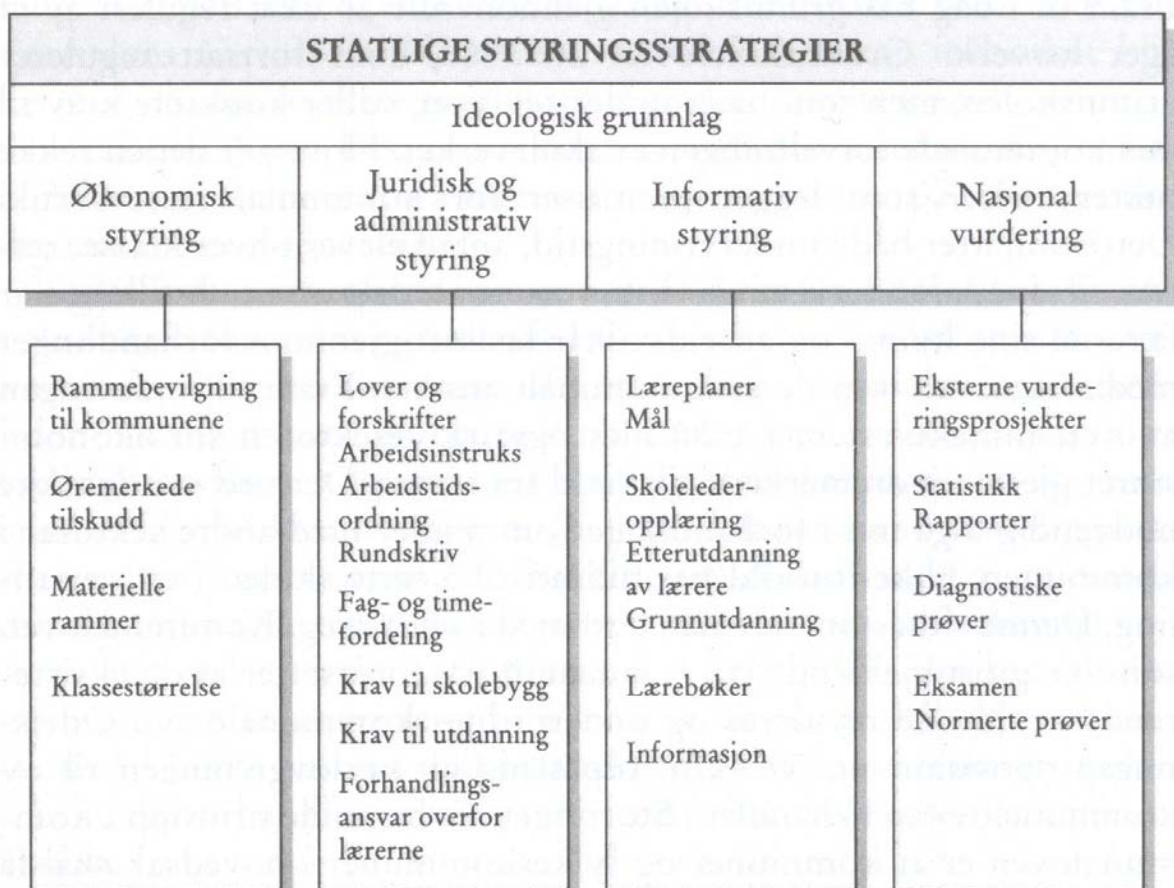 STATLIGE STYRINGSSTRATEGIER
Ideologisk grunnlag
Økonomisk
styring
Juridisk og
administrativ
styring
Informativ
styring
Nasjonal
vurdering
Rammebevilgning
til kommunene
Øremerkede
tilskudd
Materielle
rammer
Klassestørrelse
Lover og
forskrifter
Arbeidsinstruks
Arbeidstids-
ordning
Rundskriv
Fag- og time-
fordeling
Krav til skolebygg
Krav til utdanning
Forhandlings-
ansvar overfor
lærerne
Læreplaner
Mål
Skoleleder-
opplæring
Etterutdanning
av lærere
Grunnutdanning
Lærebøker
Informasjon
Eksterne vurde-
ringsprosjekter
Statistikk
Rapporter
Diagnostiske
prøver
Eksamen
Normerte prøver